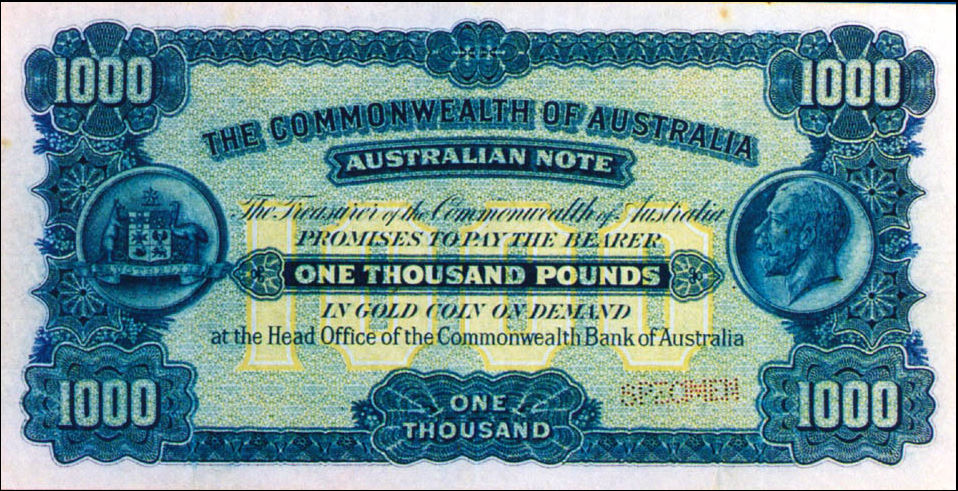 1000 1000
THE COMMONWEALTH OF AUSTRALIA
AUSTRALIAN NOTE
The Treasurer of the Commonwealth of Australia
PROMISES TO PAY THE BEARER
1000
ONE THOUSAND POUNDS
IN GOLD COIN ON DEMAND
at the Head Office of the Commonwealth Bank of Australia
SPECIMEN
1000 1000
ONE
THOUSAND